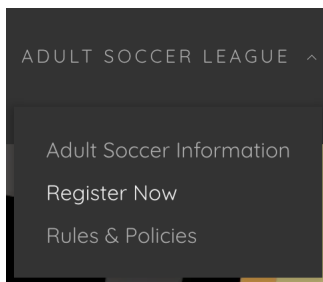 ADULT SOCCER LEAGUE
Adult Soccer Information
Register Now
Rules & Policies